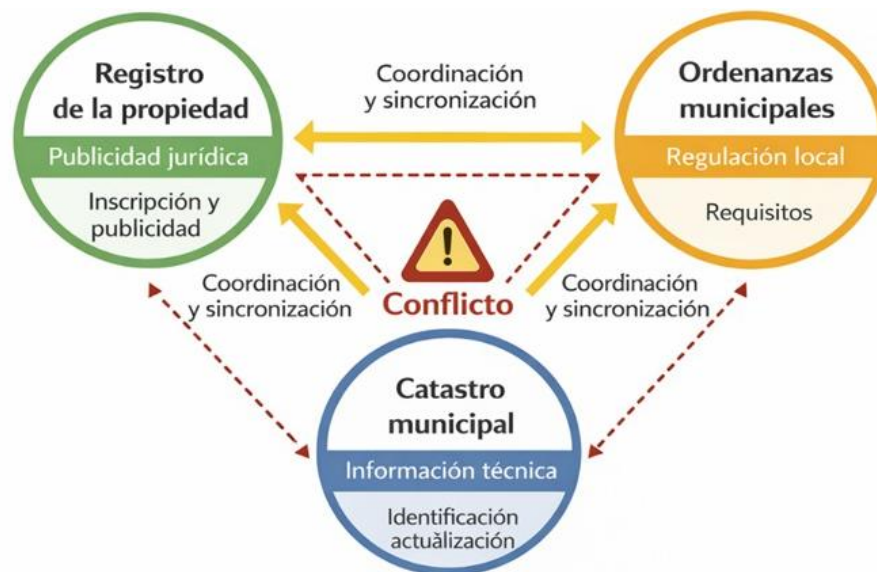 Registro
de la propiedad
Publicidad jurídica
Inscripción y
publicidad
Coordinación
y sincronización
Ordenanzas
municipales
Regulación local
Requisitos
!
Coordinación
y sincronización
Conflicto
Coordinación
y sincronización
Catastro
municipal
Información técnica
Identificación
actuălización